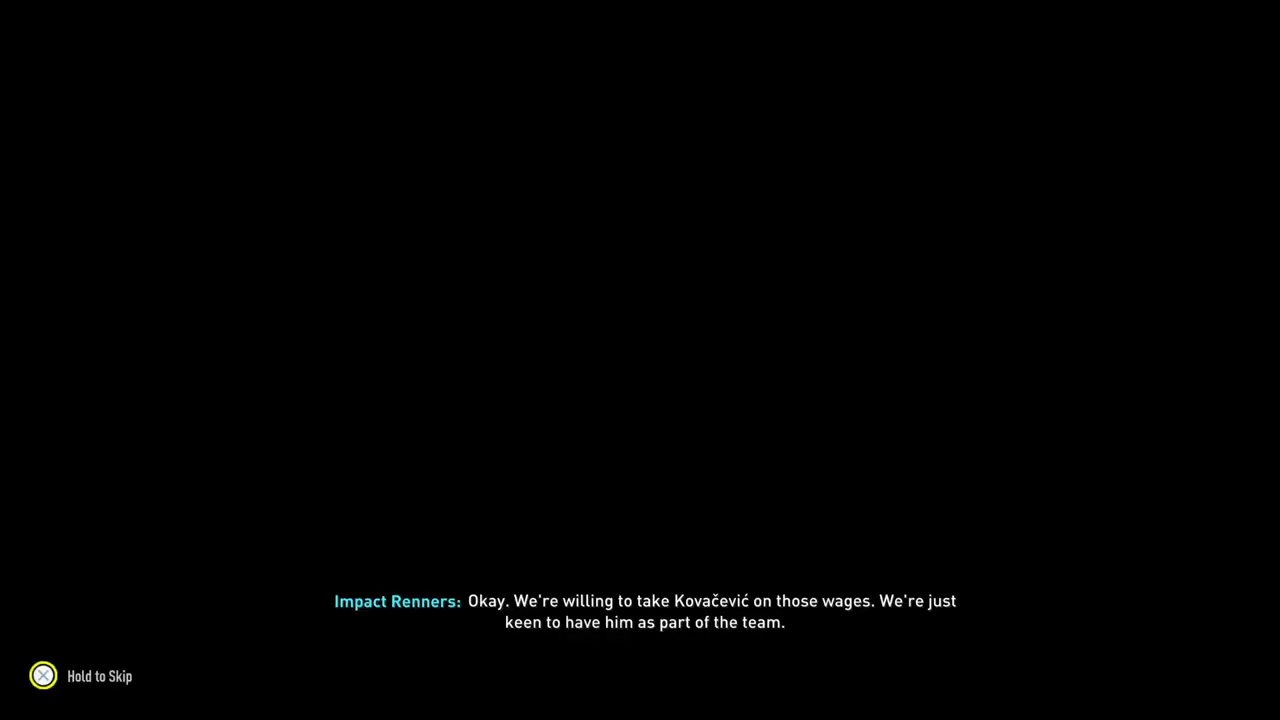 Impact Renners: Okay. We're willing to take Kovačević on those wages. We're just
keen to have him as part of the team.
Hold to Skip